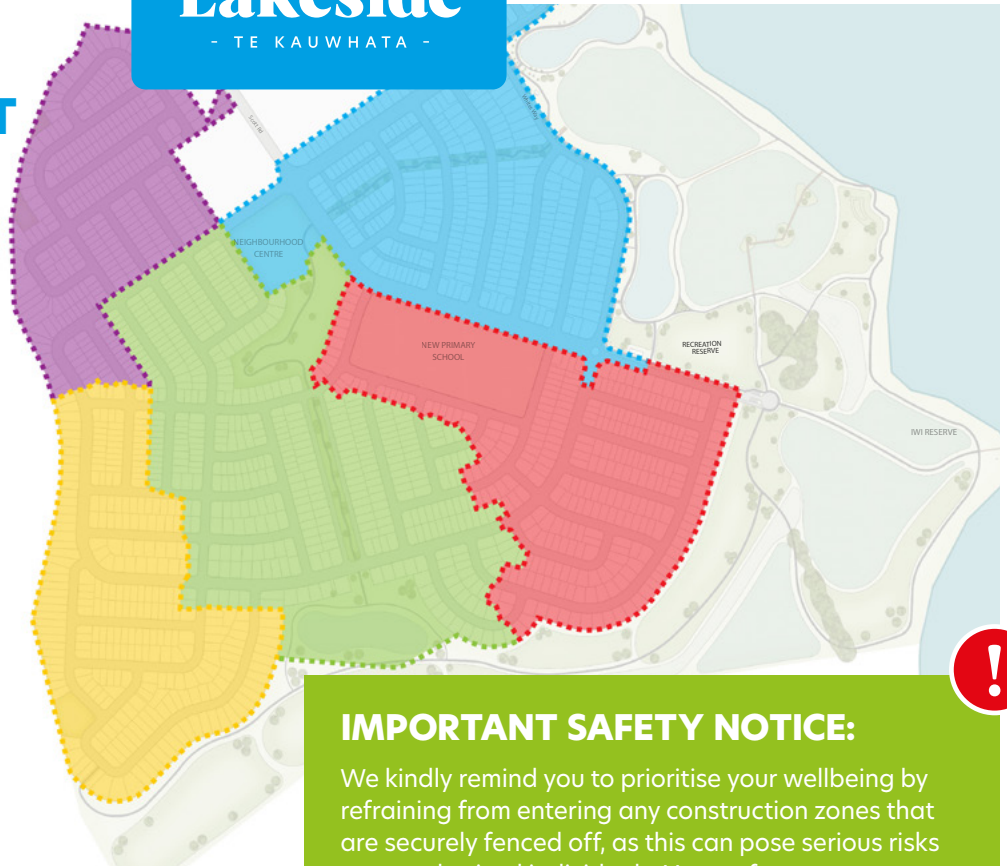 Lakeside
- TE KAUWHATA -
T
NEIGHBOURHOOD
CENTRE
NEW PRIMARY
SCHOOL
RECREATION
RESERVE
IWI RESERVE
!
IMPORTANT SAFETY NOTICE:
We kindly remind you to prioritise your wellbeing by
refraining from entering any construction zones that
are securely fenced off, as this can pose serious risks